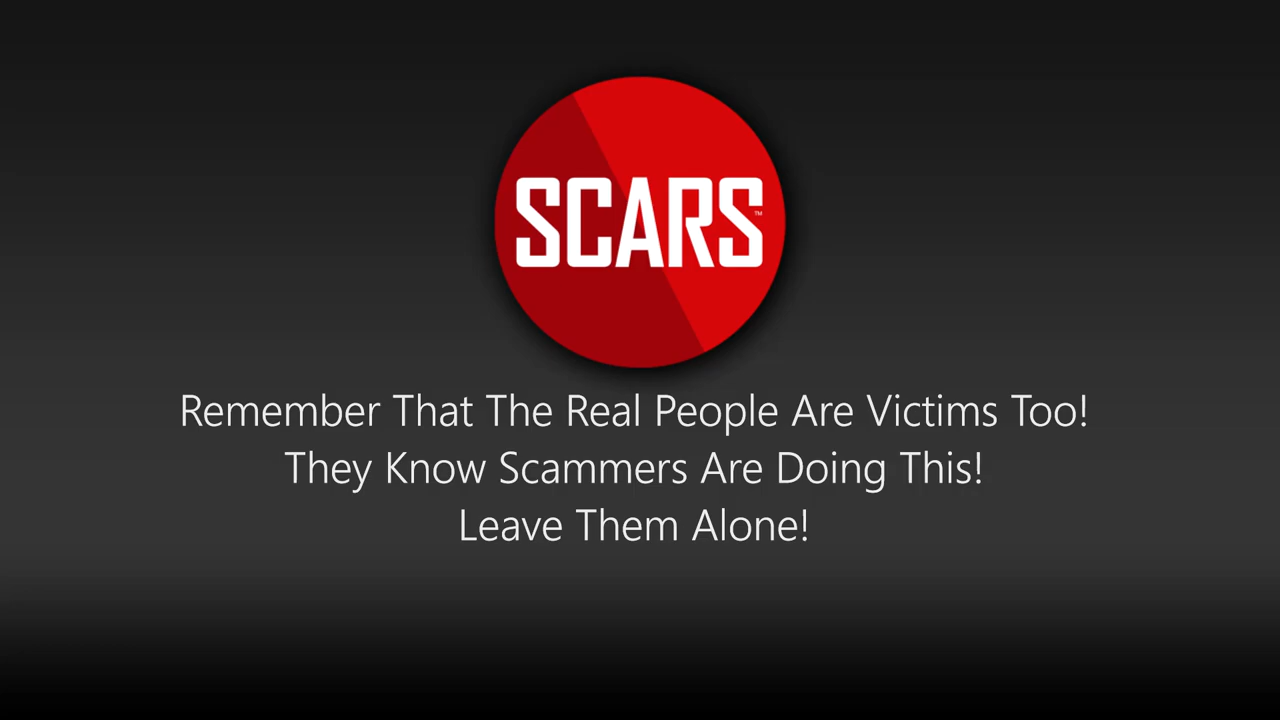 SCARS™
Remember That The Real People Are Victims Too!
They Know Scammers Are Doing This!
Leave Them Alone!